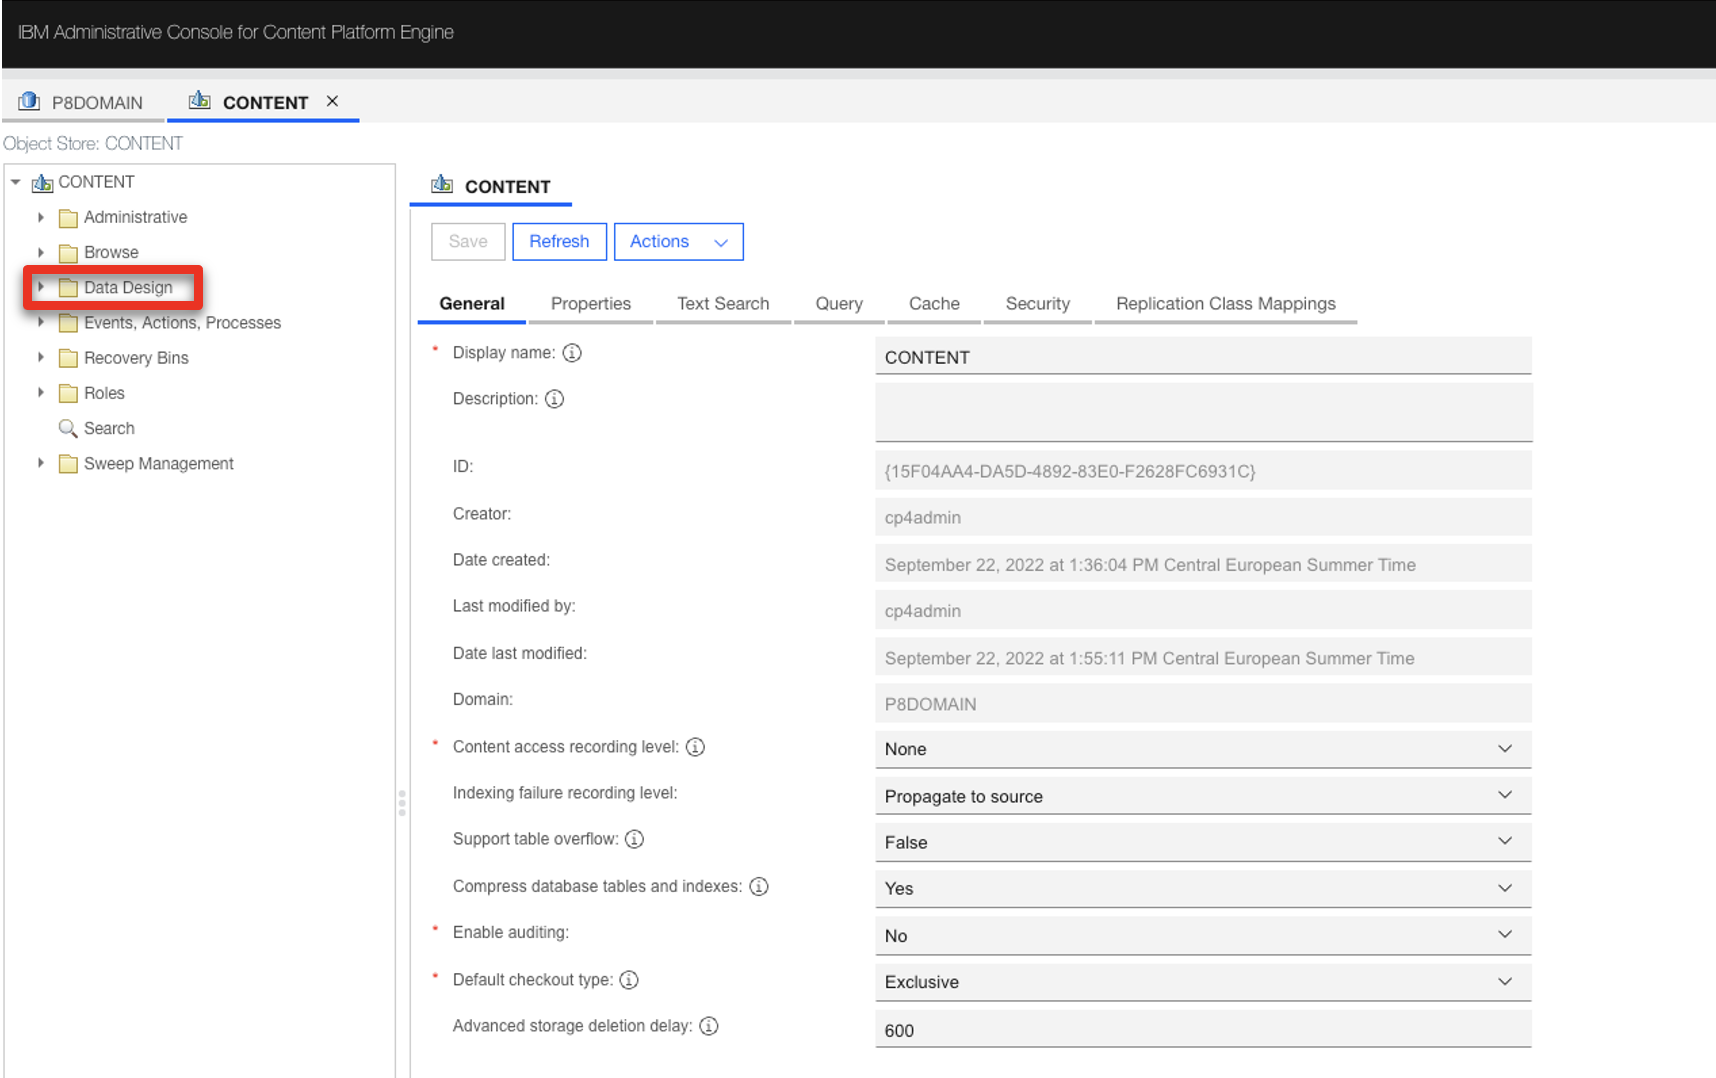 IBM Administrative Console for Content Platform Engine
P8DOMAIN
CONTENT
Object Store: CONTENT
CONTENT
Administrative
Browse
Data Design
Events, Actions, Processes
Recovery Bins
Roles
Search
Sweep Management
CONTENT
Save Refresh Actions
General Properties Text Search Query Cache Security Replication Class Mappings
* Display name: CONTENT
Description:
ID: {15F04AA4-DA5D-4892-83E0-F2628FC6931C}
Creator: cp4admin
Date created: September 22, 2022 at 1:36:04 PM Central European Summer Time
Last modified by: cp4admin
Date last modified: September 22, 2022 at 1:55:11 PM Central European Summer Time
Domain: P8DOMAIN
* Content access recording level: None
Indexing failure recording level: Propagate to source
Support table overflow: False
Compress database tables and indexes: Yes
* Enable auditing: No
* Default checkout type: Exclusive
Advanced storage deletion delay: 600